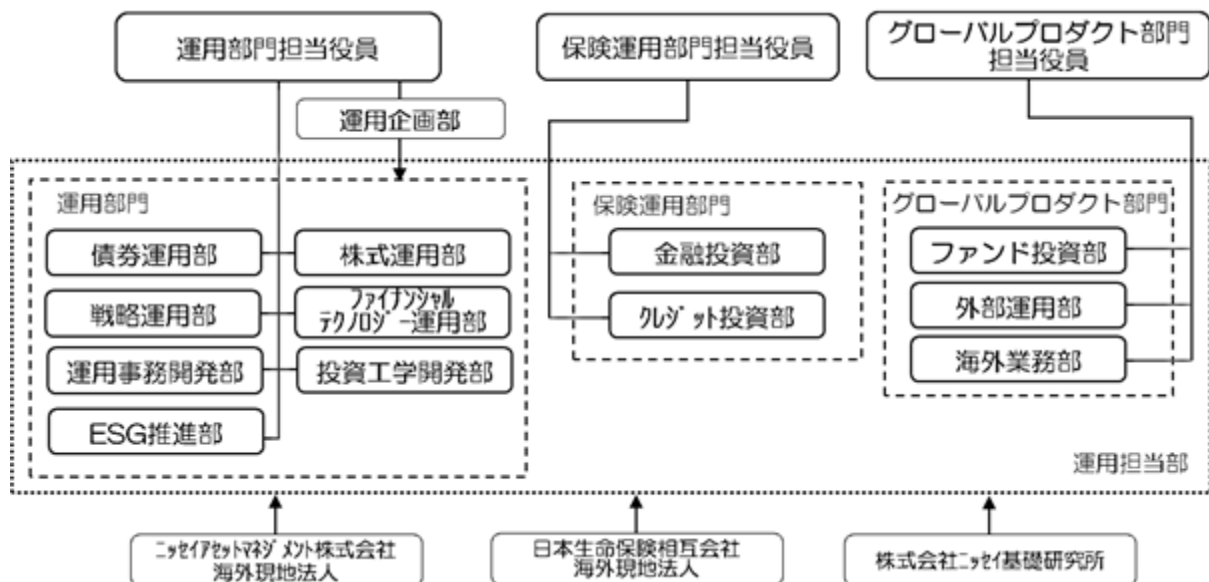 運用部門担当役員
保険運用部門担当役員
グローバルプロダクト部門
担当役員
運用企画部
運用部門
債券運用部
株式運用部
戦略運用部
ファイナンシャル
テクノロジー運用部
運用事務開発部
投資工学開発部
ESG推進部
保険運用部門
金融投資部
クレジット投資部
グローバルプロダクト部門
ファンド投資部
外部運用部
海外業務部
運用担当部
ニッセイアセットマネジメント株式会社
海外現地法人
日本生命保険相互会社
海外現地法人
株式会社ニッセイ基礎研究所